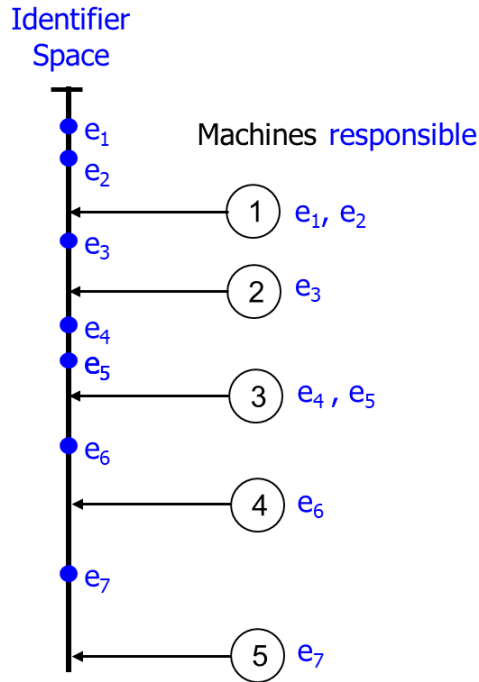 Identifier
Space
e₁
Machines responsible
e₂
1 e₁, e₂
e₃
2 e₃
e₄
e₅
3 e₄ , e₅
e₆
4 e₆
e₇
5 e₇